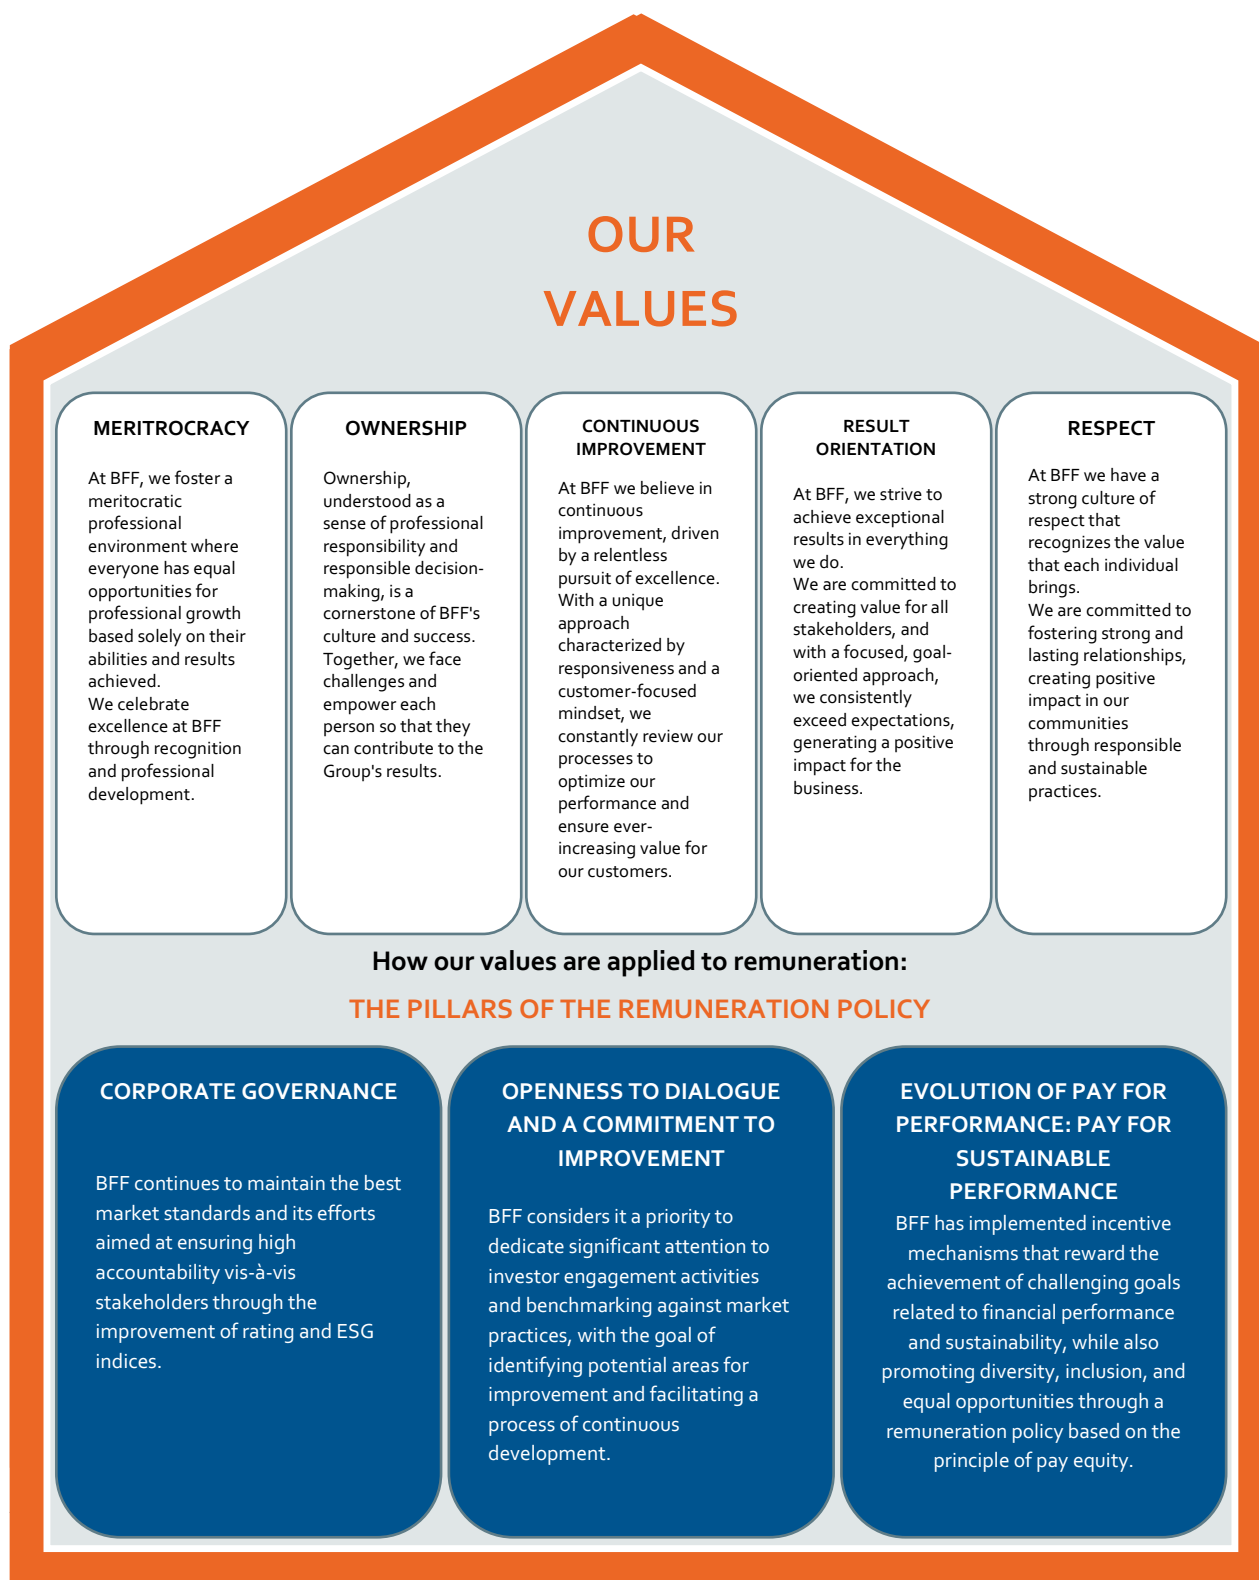 OUR
VALUES
MERITROCRACY
At BFF, we foster a
meritocratic
professional
environment where
everyone has equal
opportunities for
professional growth
based solely on their
abilities and results
achieved.
We celebrate
excellence at BFF
through recognition
and professional
development.
OWNERSHIP
Ownership,
understood as a
sense of professional
responsibility and
responsible decision-
making, is a
cornerstone of BFF's
culture and success.
Together, we face
challenges and
empower each
person so that they
can contribute to the
Group's results.
CONTINUOUS
IMPROVEMENT
At BFF we believe in
continuous
improvement, driven
by a relentless
pursuit of excellence.
With a unique
approach
characterized by
responsiveness and a
customer-focused
mindset, we
constantly review our
processes to
optimize our
performance and
ensure ever-
increasing value for
our customers.
RESULT
ORIENTATION
At BFF, we strive to
achieve exceptional
results in everything
we do.
We are committed to
creating value for all
stakeholders, and
with a focused, goal-
oriented approach,
we consistently
exceed expectations,
generating a positive
impact for the
business.
RESPECT
At BFF we have a
strong culture of
respect that
recognizes the value
that each individual
brings.
We are committed to
fostering strong and
lasting relationships,
creating positive
impact in our
communities
through responsible
and sustainable
practices.
How our values are applied to remuneration:
THE PILLARS OF THE REMUNERATION POLICY
CORPORATE GOVERNANCE
BFF continues to maintain the best
market standards and its efforts
aimed at ensuring high
accountability vis-à-vis
stakeholders through the
improvement of rating and ESG
indices.
OPENNESS TO DIALOGUE
AND A COMMITMENT TO
IMPROVEMENT
BFF considers it a priority to
dedicate significant attention to
investor engagement activities
and benchmarking against market
practices, with the goal of
identifying potential areas for
improvement and facilitating a
process of continuous
development.
EVOLUTION OF PAY FOR
PERFORMANCE: PAY FOR
SUSTAINABLE
PERFORMANCE
BFF has implemented incentive
mechanisms that reward the
achievement of challenging goals
related to financial performance
and sustainability, while also
promoting diversity, inclusion, and
equal opportunities through a
remuneration policy based on the
principle of pay equity.